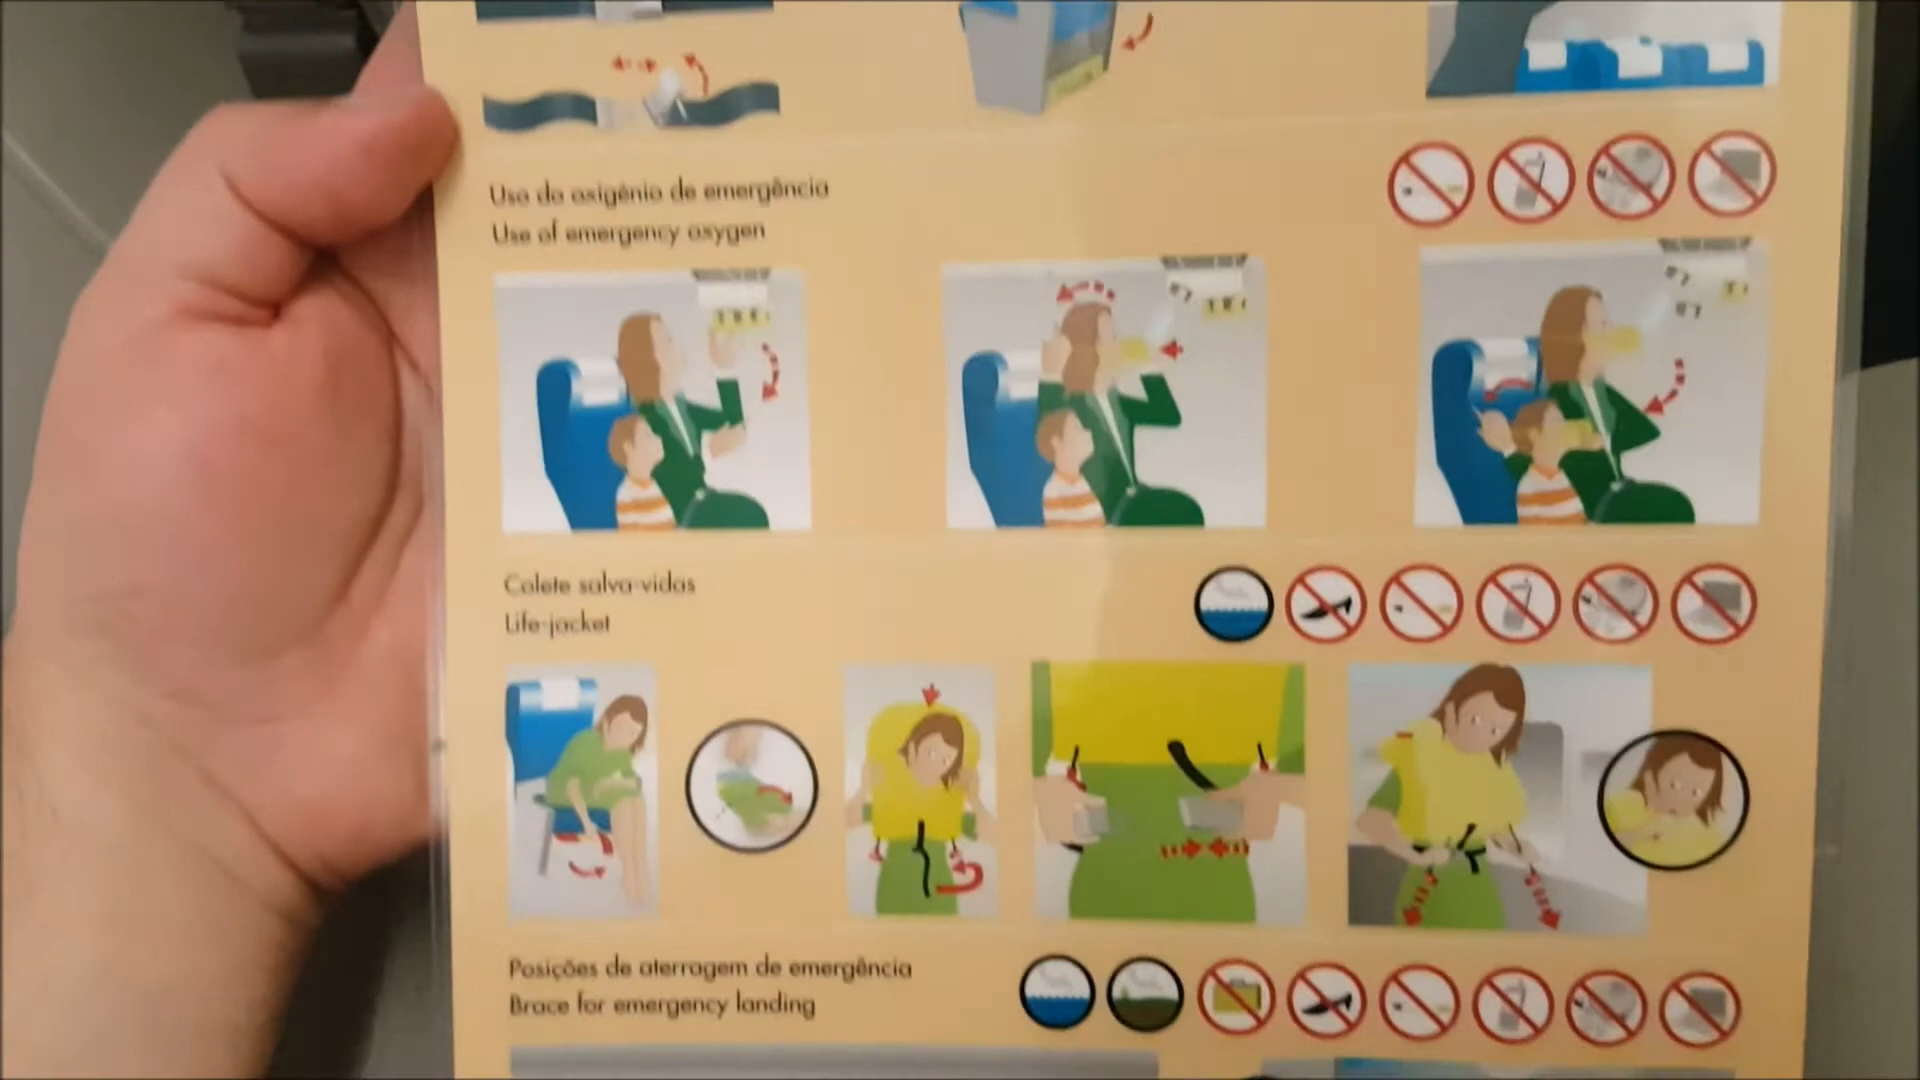 Uso do oxigénio de emergência
Use of emergency oxygen
Colete salva-vidas
Life-jacket
Posições de aterragem de emergência
Brace for emergency landing